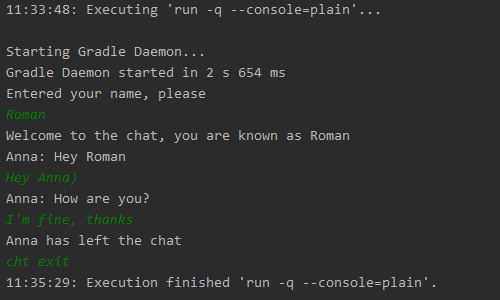 11:33:48: Executing 'run -q --console=plain'...
Starting Gradle Daemon...
Gradle Daemon started in 2 s 654 ms
Entered your name, please
Roman
Welcome to the chat, you are known as Roman
Anna: Hey Roman
Hey Anna)
Anna: How are you?
I'm fine, thanks
Anna has left the chat
cht exit
11:35:29: Execution finished 'run -q --console=plain'.